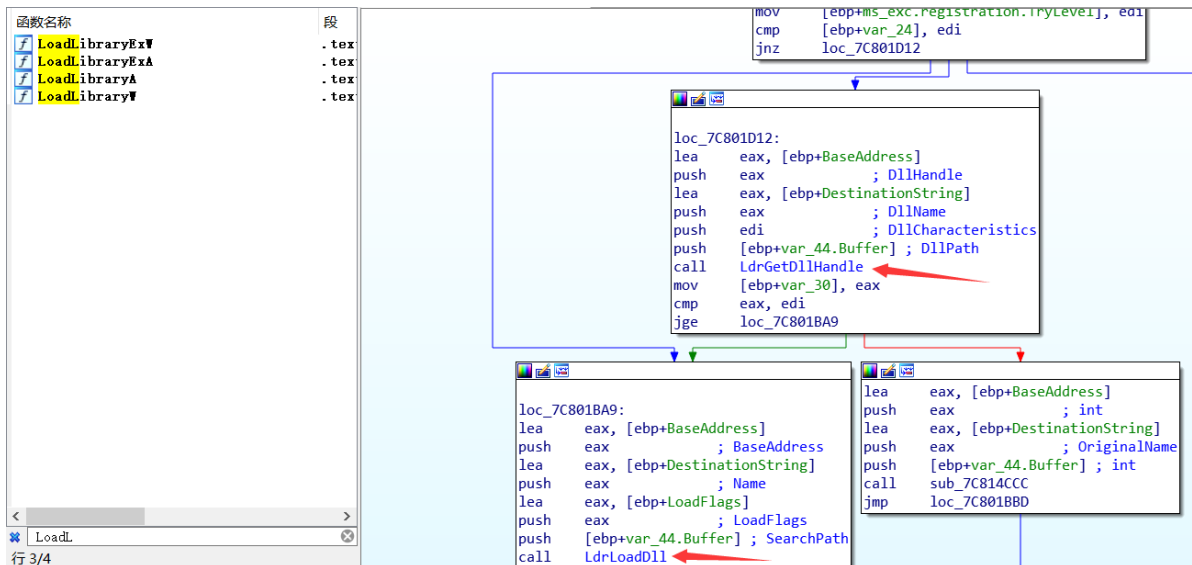 函数名称 段
LoadLibraryExW .tex
LoadLibraryExA .tex
LoadLibraryA .tex
LoadLibraryW .tex
LoadL
行 3/4
mov [ebp+ms_exc.registration.TryLevel], edi
cmp [ebp+var_24], edi
jnz loc_7C801D12
loc_7C801D12:
lea eax, [ebp+BaseAddress]
push eax ; DllHandle
lea eax, [ebp+DestinationString]
push eax ; DllName
push edi ; DllCharacteristics
push [ebp+var_44.Buffer] ; DllPath
call LdrGetDllHandle
mov [ebp+var_30], eax
cmp eax, edi
jge loc_7C801BA9
loc_7C801BA9:
lea eax, [ebp+BaseAddress]
push eax ; BaseAddress
lea eax, [ebp+DestinationString]
push eax ; Name
lea eax, [ebp+LoadFlags]
push eax ; LoadFlags
push [ebp+var_44.Buffer] ; SearchPath
call LdrLoadDll
lea eax, [ebp+BaseAddress]
push eax ; int
lea eax, [ebp+DestinationString]
push eax ; OriginalName
push [ebp+var_44.Buffer] ; int
call sub_7C814CCC
jmp loc_7C801BBD